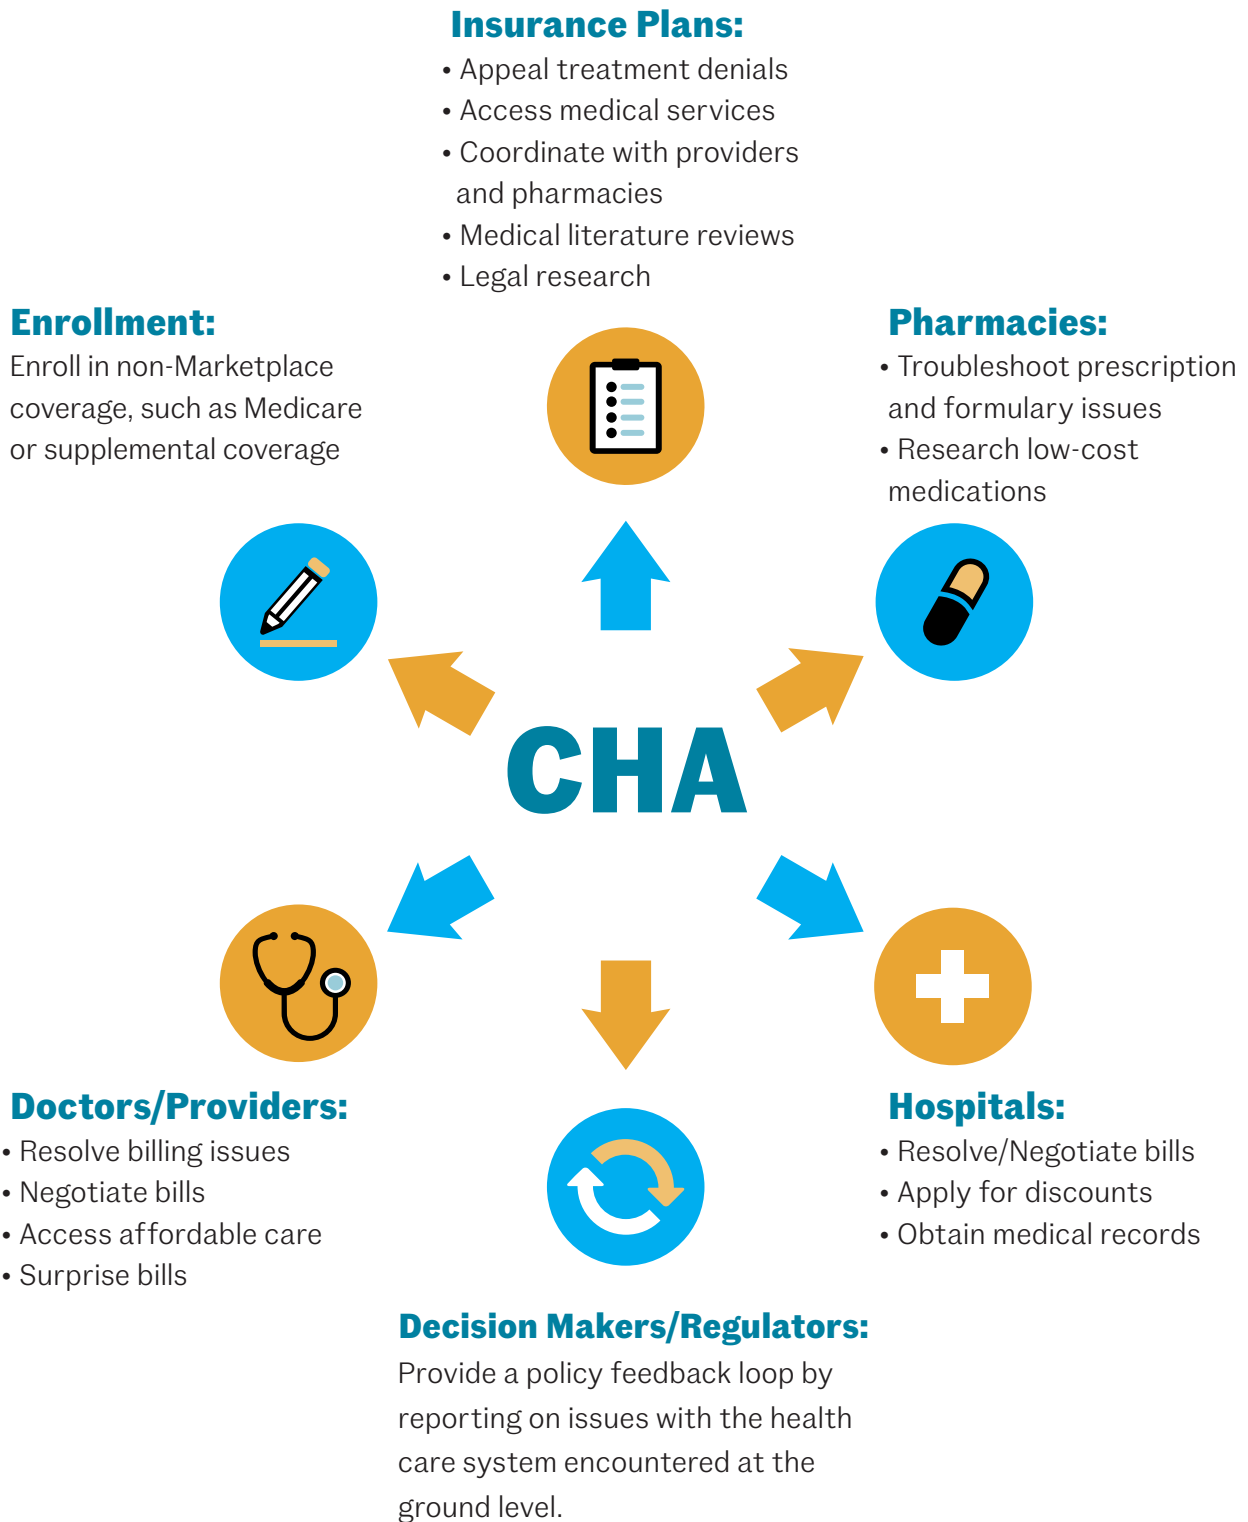 Insurance Plans:
• Appeal treatment denials
• Access medical services
• Coordinate with providers
and pharmacies
• Medical literature reviews
• Legal research
Enrollment:
Enroll in non-Marketplace
coverage, such as Medicare
or supplemental coverage
Pharmacies:
• Troubleshoot prescription
and formulary issues
• Research low-cost
medications
CHA
Doctors/Providers:
• Resolve billing issues
• Negotiate bills
• Access affordable care
• Surprise bills
Hospitals:
• Resolve/Negotiate bills
• Apply for discounts
• Obtain medical records
Decision Makers/Regulators:
Provide a policy feedback loop by
reporting on issues with the health
care system encountered at the
ground level.